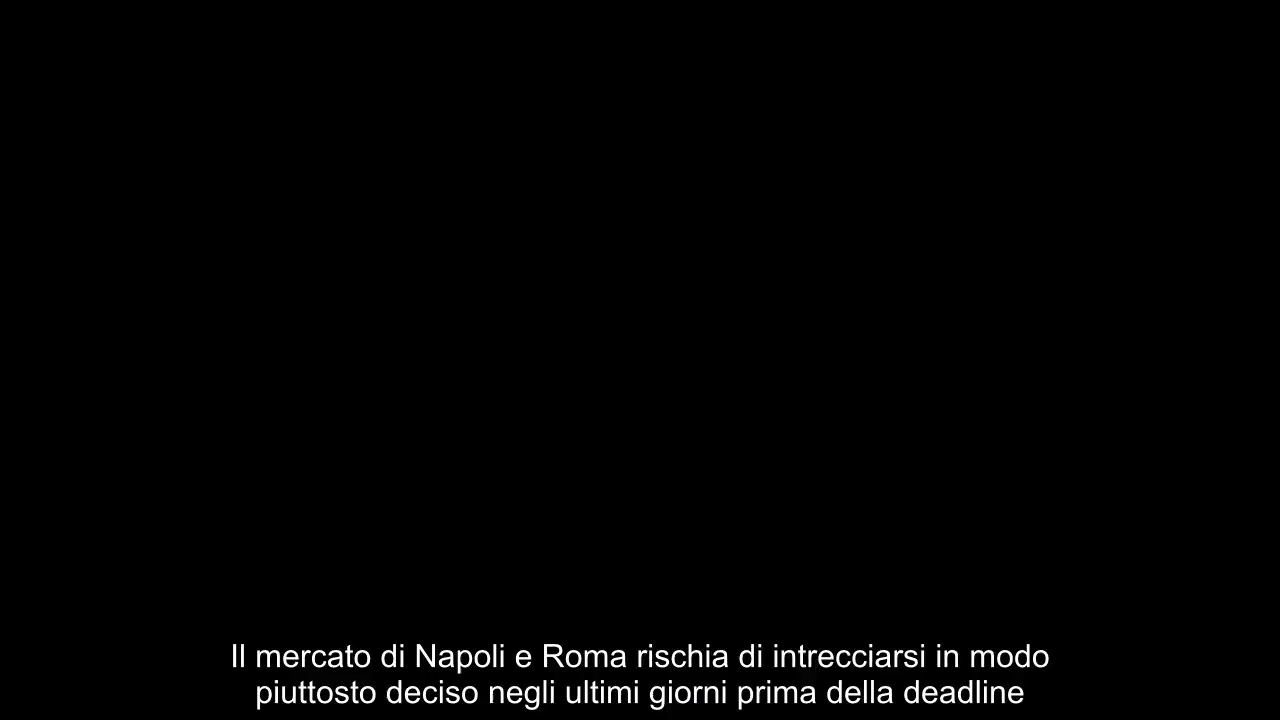 Il mercato di Napoli e Roma rischia di intrecciarsi in modo
piuttosto deciso negli ultimi giorni prima della deadline